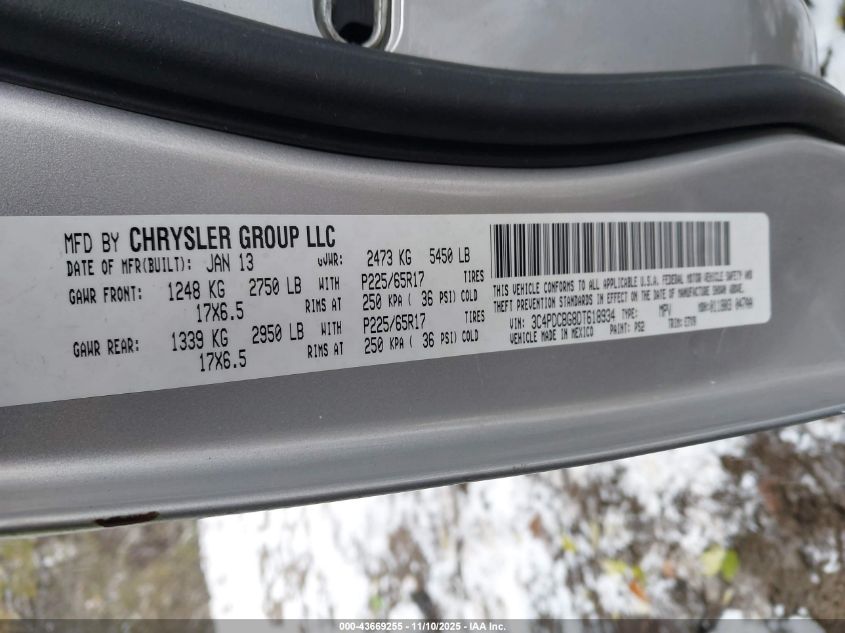 MFD BY CHRYSLER GROUP LLC
DATE OF MFR(BUILT): JAN 13 GVWR: 2473 KG 5450 LB
GAWR FRONT: 1248 KG 2750 LB WITH P225/65R17 TIRES
17X6.5 RIMS AT 250 KPA ( 36 PSI) COLD
GAWR REAR: 1339 KG 2950 LB WITH P225/65R17 TIRES
17X6.5 RIMS AT 250 KPA ( 36 PSI) COLD
THIS VEHICLE CONFORMS TO ALL APPLICABLE U.S.A. FEDERAL MOTOR VEHICLE SAFETY AND
THEFT PREVENTION STANDARDS IN EFFECT ON THE DATE OF MANUFACTURE SHOWN ABOVE.
VIN: 3C4PDCBG8DT618934 TYPE: MPV MDH:
VEHICLE MADE IN MEXICO PAINT: PS2 TRIM:
000-43669255 - 11/10/2025 - IAA Inc.